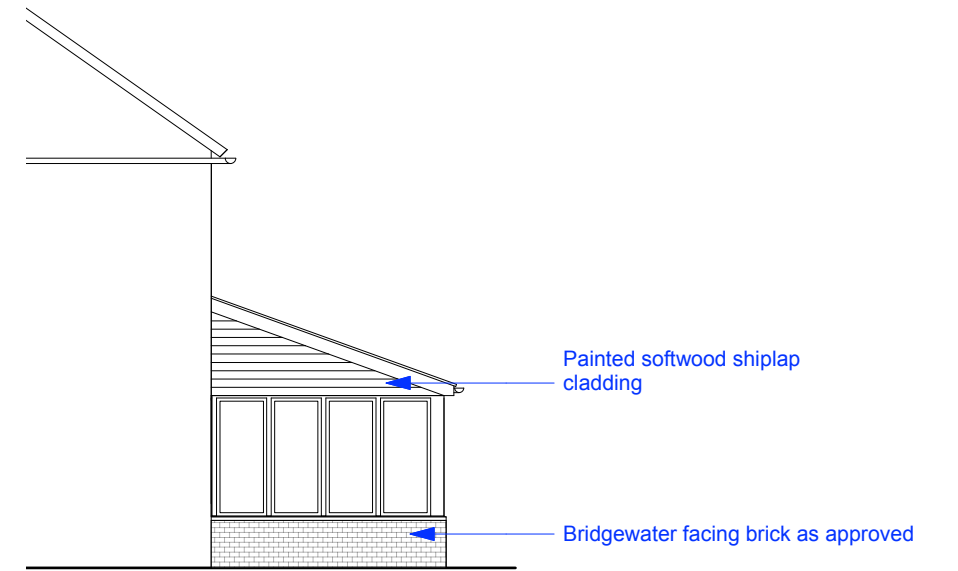 Painted softwood shiplap
cladding
Bridgewater facing brick as approved